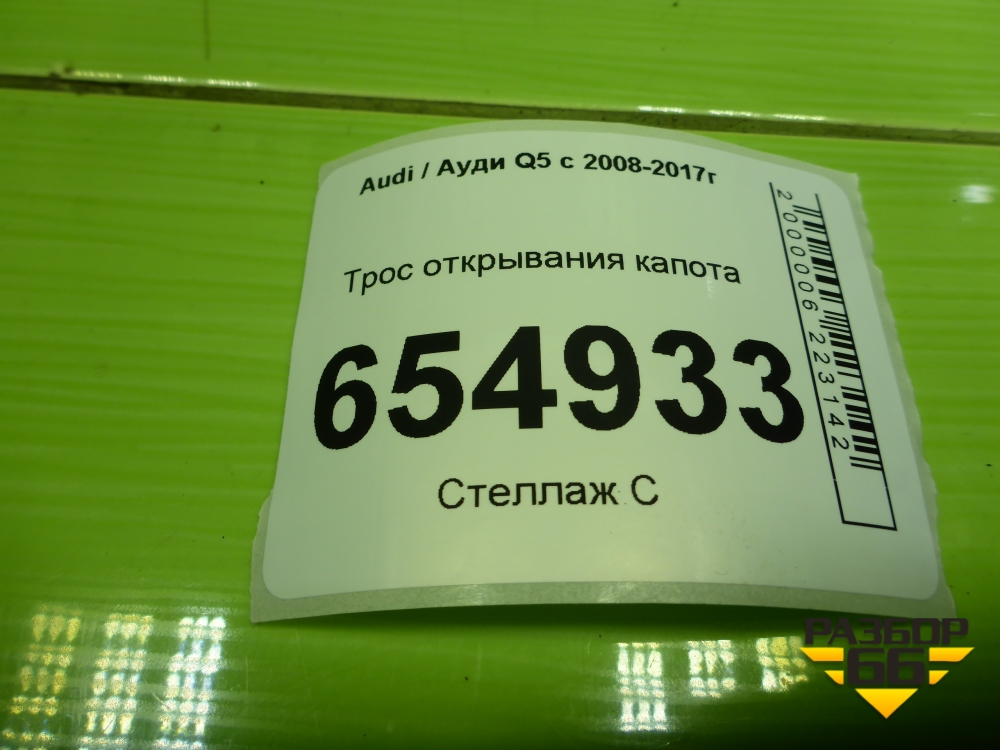 Audi / Ауди Q5 с 2008-2017г
Трос открывания капота
654933
Стеллаж С
2000006223142
РАЗБОР
66